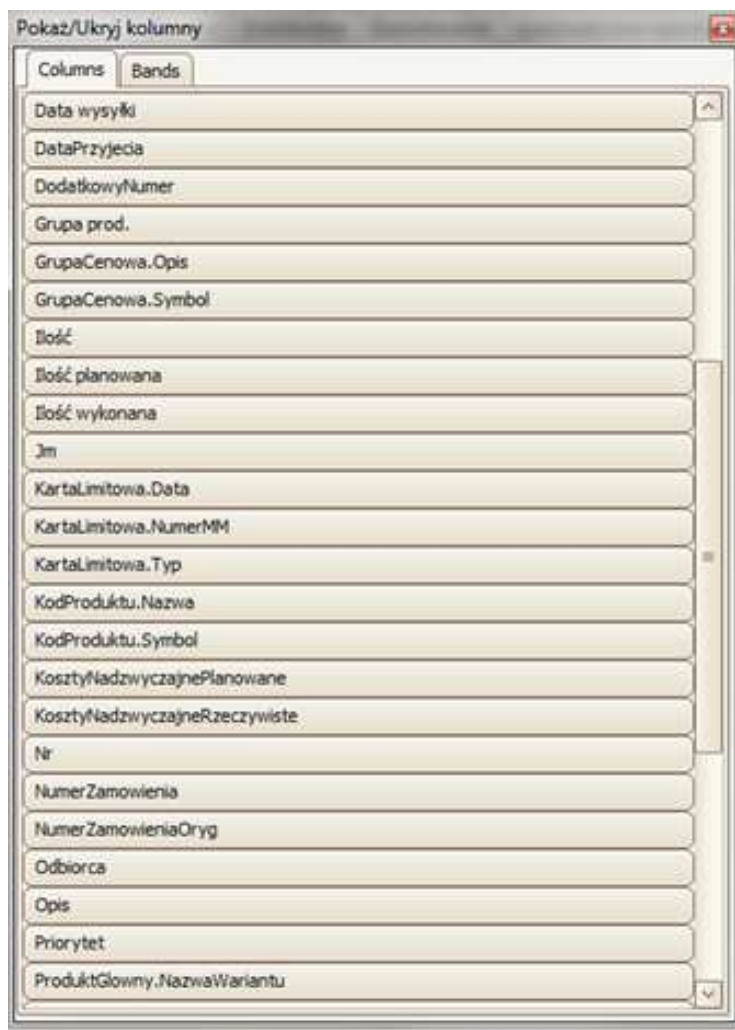 Pokaż/Ukryj kolumny
Columns
Bands
Data wysyłki
DataPrzyjecia
DodatkowyNumer
Grupa prod.
GrupaCenowa.Opis
GrupaCenowa.Symbol
Ilość
Ilość planowana
Ilość wykonana
Jm
KartaLimitowa.Data
KartaLimitowa.NumerMM
KartaLimitowa.Typ
KodProduktu.Nazwa
KodProduktu.Symbol
KosztyNadzwyczajnePlanowane
KosztyNadzwyczajneRzeczywiste
Nr
NumerZamowienia
NumerZamowieniaOryg
Odbiorca
Opis
Priorytet
ProduktGlowny.NazwaWariantu